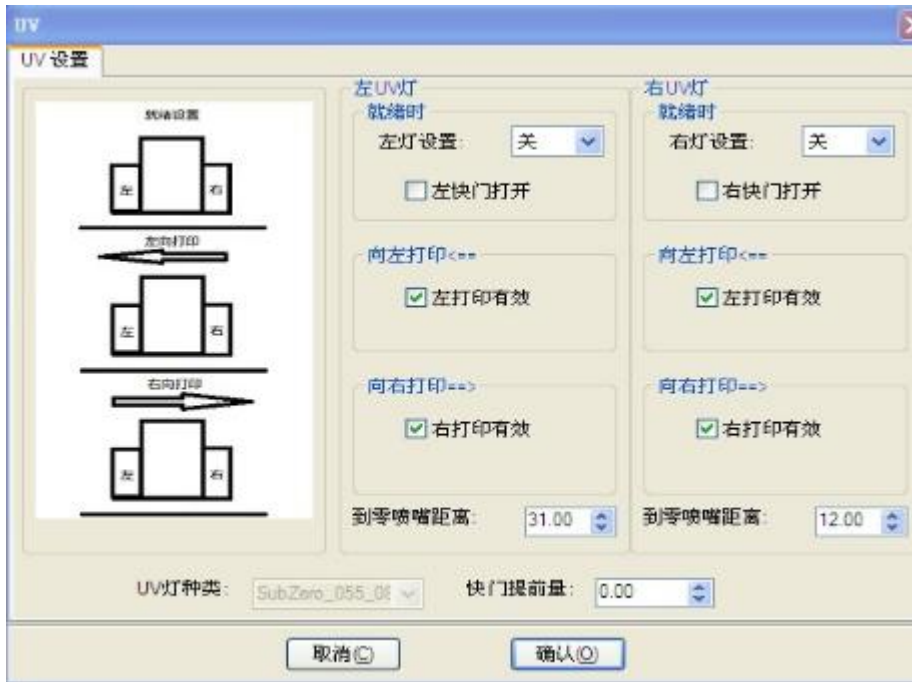 UV
UV 设置
就绪设置
左 右
左向打印
左 右
右向打印
左 右
左UV灯
就绪时
左灯设置: 关
左快门打开
向左打印<==
左打印有效
向右打印==>
右打印有效
到零喷嘴距离: 31.00
右UV灯
就绪时
右灯设置: 关
右快门打开
向左打印<==
左打印有效
向右打印==>
右打印有效
到零喷嘴距离: 12.00
UV灯种类: SubZero_055_08 快门提前量: 0.00
取消(C) 确认(O)